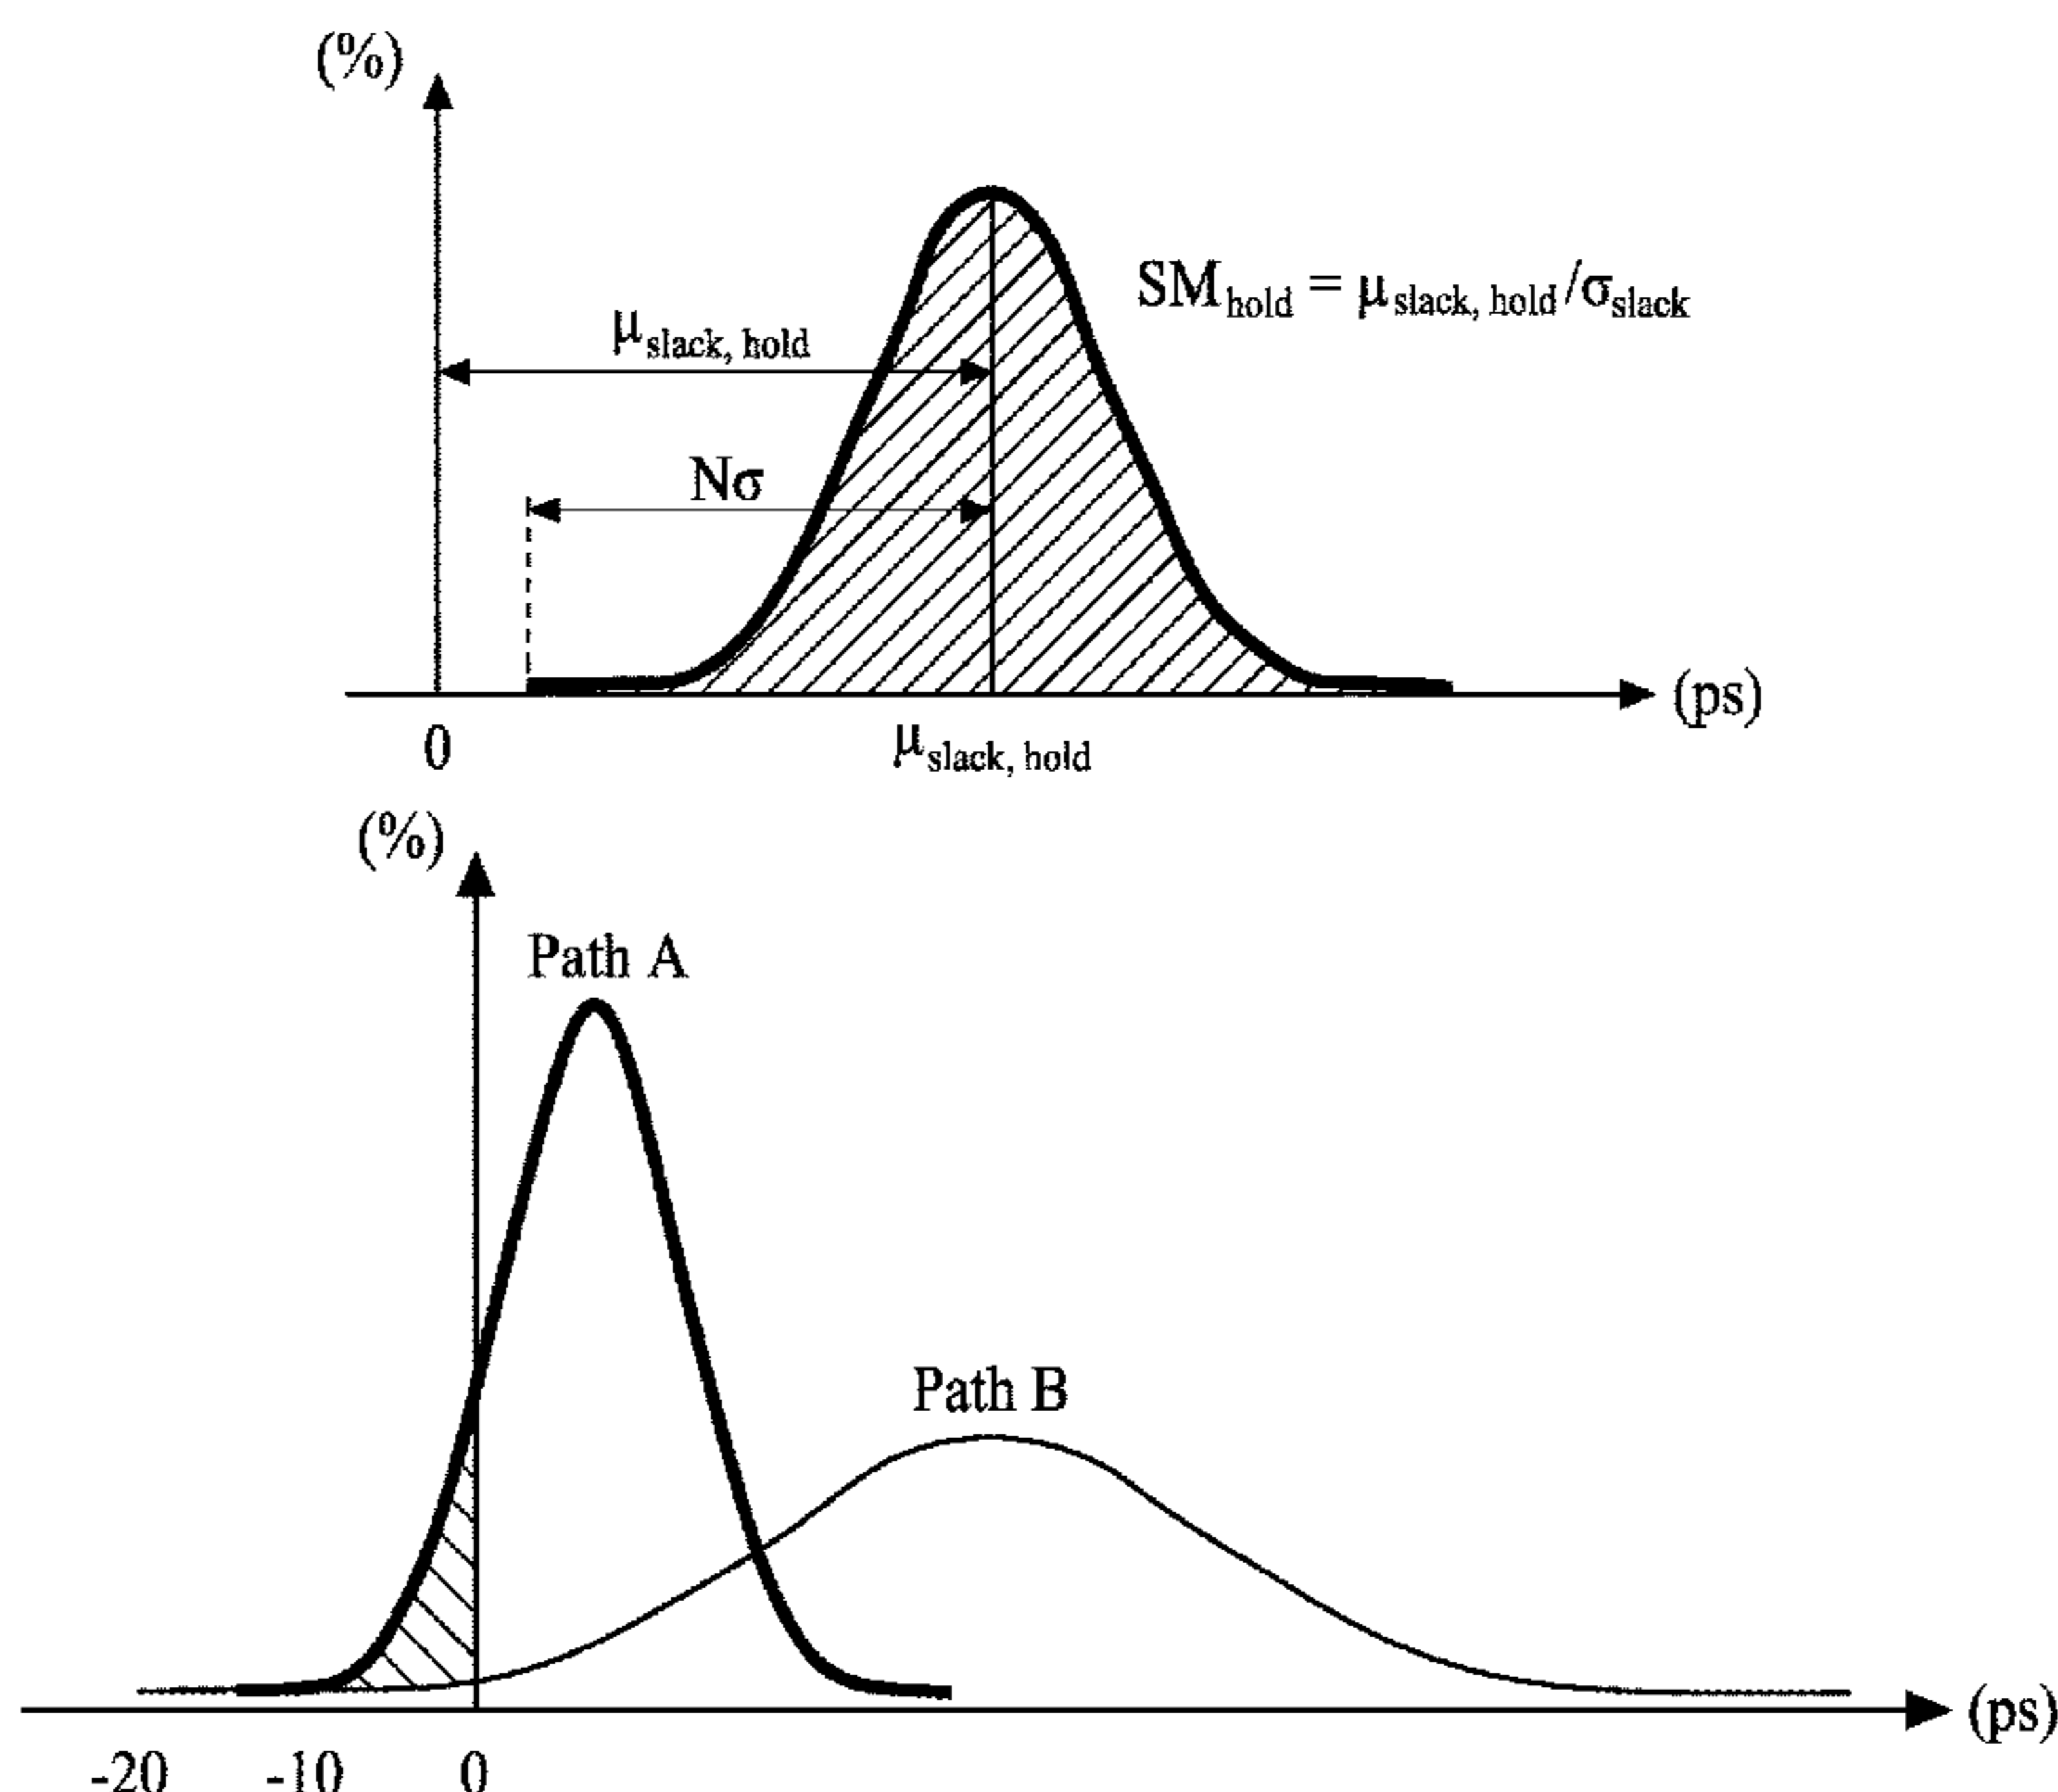 (%)
SM_hold = μ_slack, hold/σ_slack
μ_slack, hold
Nσ
(ps)
0
μ_slack, hold
(%)
Path A
Path B
(ps)
-20 -10 0